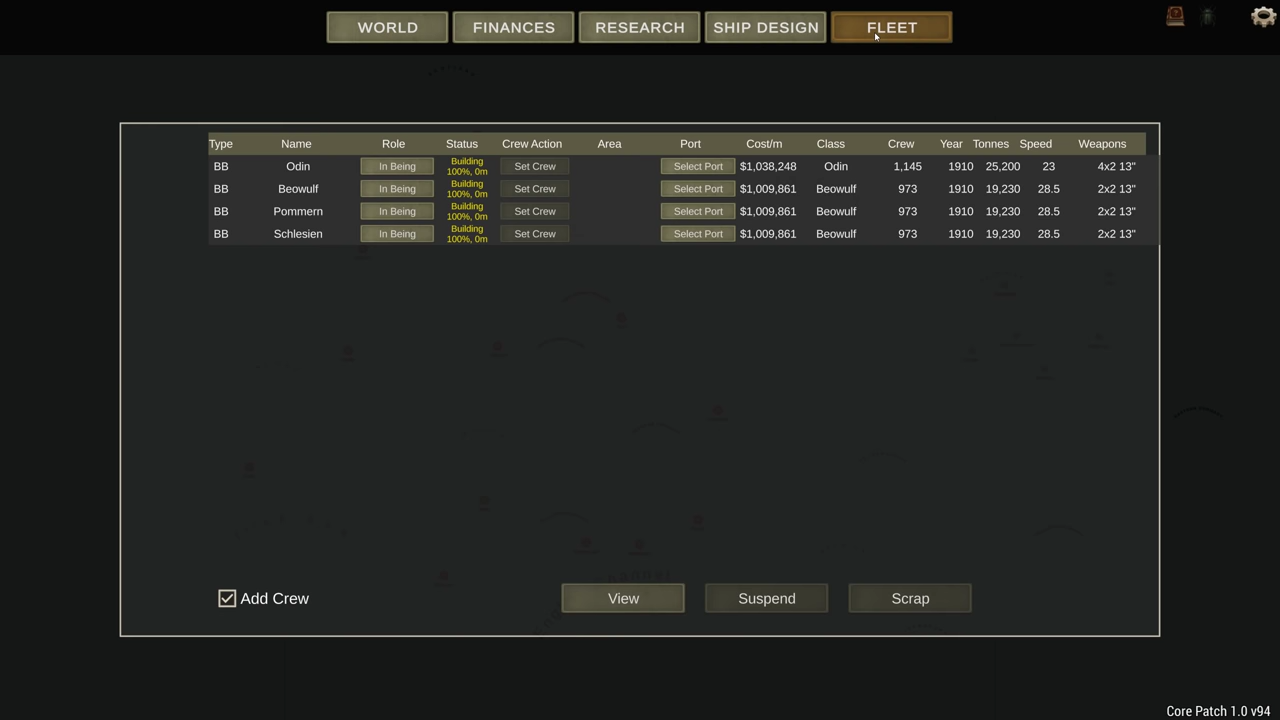 WORLD FINANCES RESEARCH SHIP DESIGN FLEET
Type Name Role Status Crew Action Area Port Cost/m Class Crew Year Tonnes Speed Weapons
BB Odin In Being Building 100%, 0m Set Crew Select Port $1,038,248 Odin 1,145 1910 25,200 23 4x2 13"
BB Beowulf In Being Building 100%, 0m Set Crew Select Port $1,009,861 Beowulf 973 1910 19,230 28.5 2x2 13"
BB Pommern In Being Building 100%, 0m Set Crew Select Port $1,009,861 Beowulf 973 1910 19,230 28.5 2x2 13"
BB Schlesien In Being Building 100%, 0m Set Crew Select Port $1,009,861 Beowulf 973 1910 19,230 28.5 2x2 13"
Add Crew View Suspend Scrap
Core Patch 1.0 v94